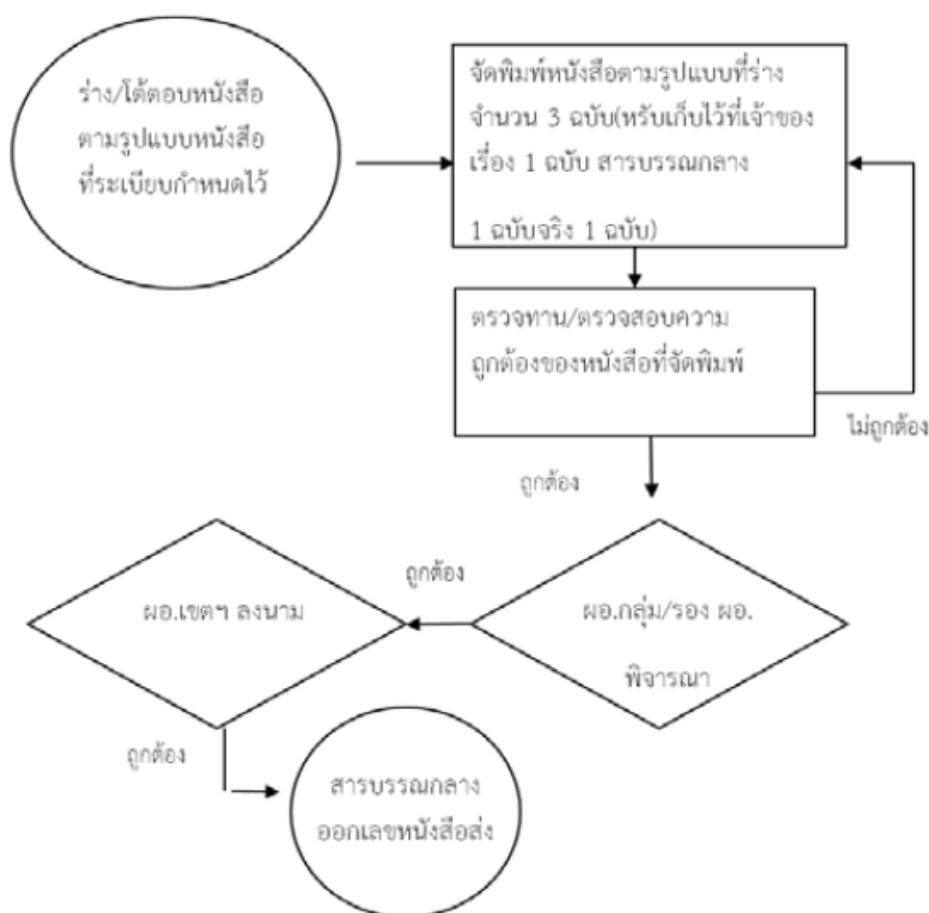 ร่าง/โต้ตอบหนังสือ
ตามรูปแบบหนังสือ
ที่ระเบียบกำหนดไว้
จัดพิมพ์หนังสือตามรูปแบบที่ร่าง
จำนวน 3 ฉบับ(หรับเก็บไว้ที่เจ้าของ
เรื่อง 1 ฉบับ สารบรรณกลาง
1 ฉบับจริง 1 ฉบับ)
ตรวจทาน/ตรวจสอบความ
ถูกต้องของหนังสือที่จัดพิมพ์
ไม่ถูกต้อง
ถูกต้อง
ผอ.กลุ่ม/รอง ผอ.
พิจารณา
ถูกต้อง
ผอ.เขตฯ ลงนาม
ถูกต้อง
สารบรรณกลาง
ออกเลขหนังสือส่ง